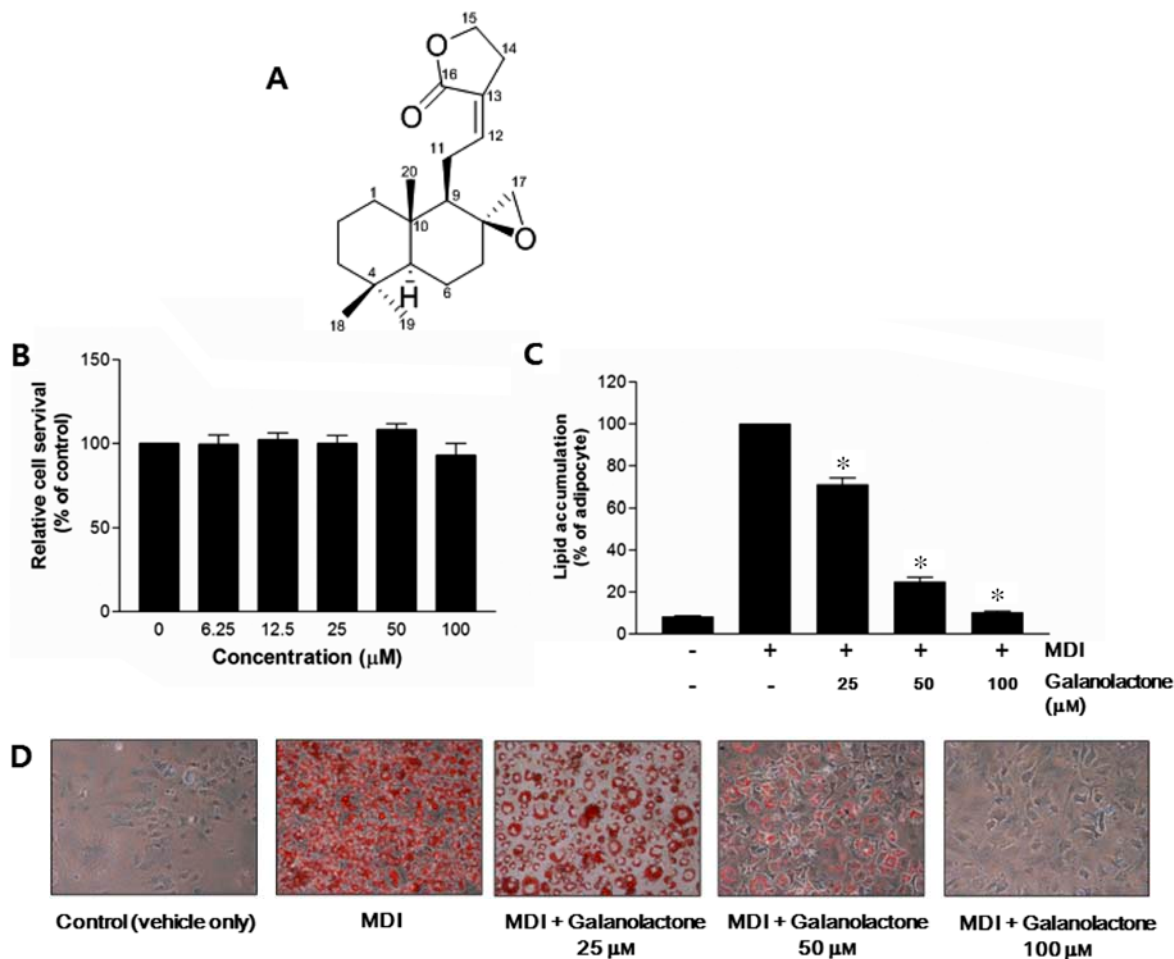 A
15
O
14
16
13
O
12
11
20
17
1
9
10
O
4
H
6
18
19
B
Relative cell servival
(% of control)
150
100
50
0
0 6.25 12.5 25 50 100
Concentration (μM)
C
Lipid accumulation
(% of adipocyte)
120
100
80
60
40
20
0
* * *
- + + + + MDI
- - 25 50 100 Galanolactone
(μM)
D
Control (vehicle only) MDI MDI + Galanolactone MDI + Galanolactone MDI + Galanolactone
25 μM 50 μM 100 μM